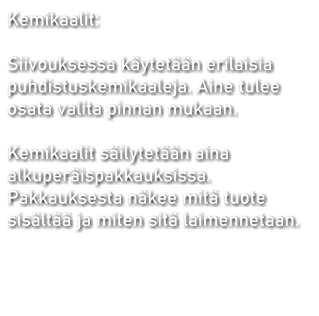 Kemikaalit:
Siivouksessa käytetään erilaisia
puhdistuskemikaaleja. Aine tulee
osata valita pinnan mukaan.
Kemikaalit säilytetään aina
alkuperäispakkauksissa.
Pakkauksesta näkee mitä tuote
sisältää ja miten sitä laimennetaan.